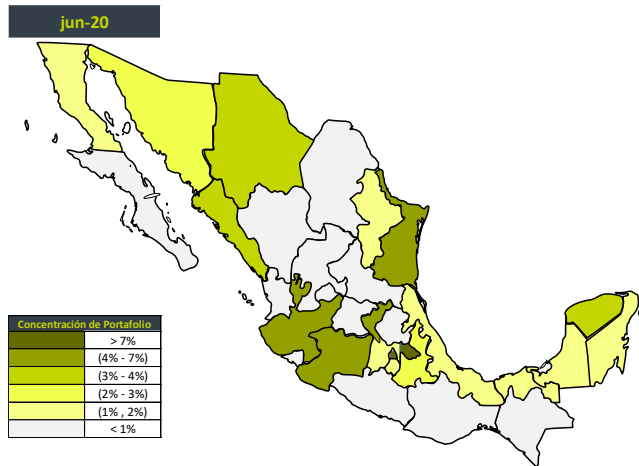 jun-20
Concentración de Portafolio
> 7%
(4% - 7%)
(3% - 4%)
(2% - 3%)
(1% , 2%)
< 1%